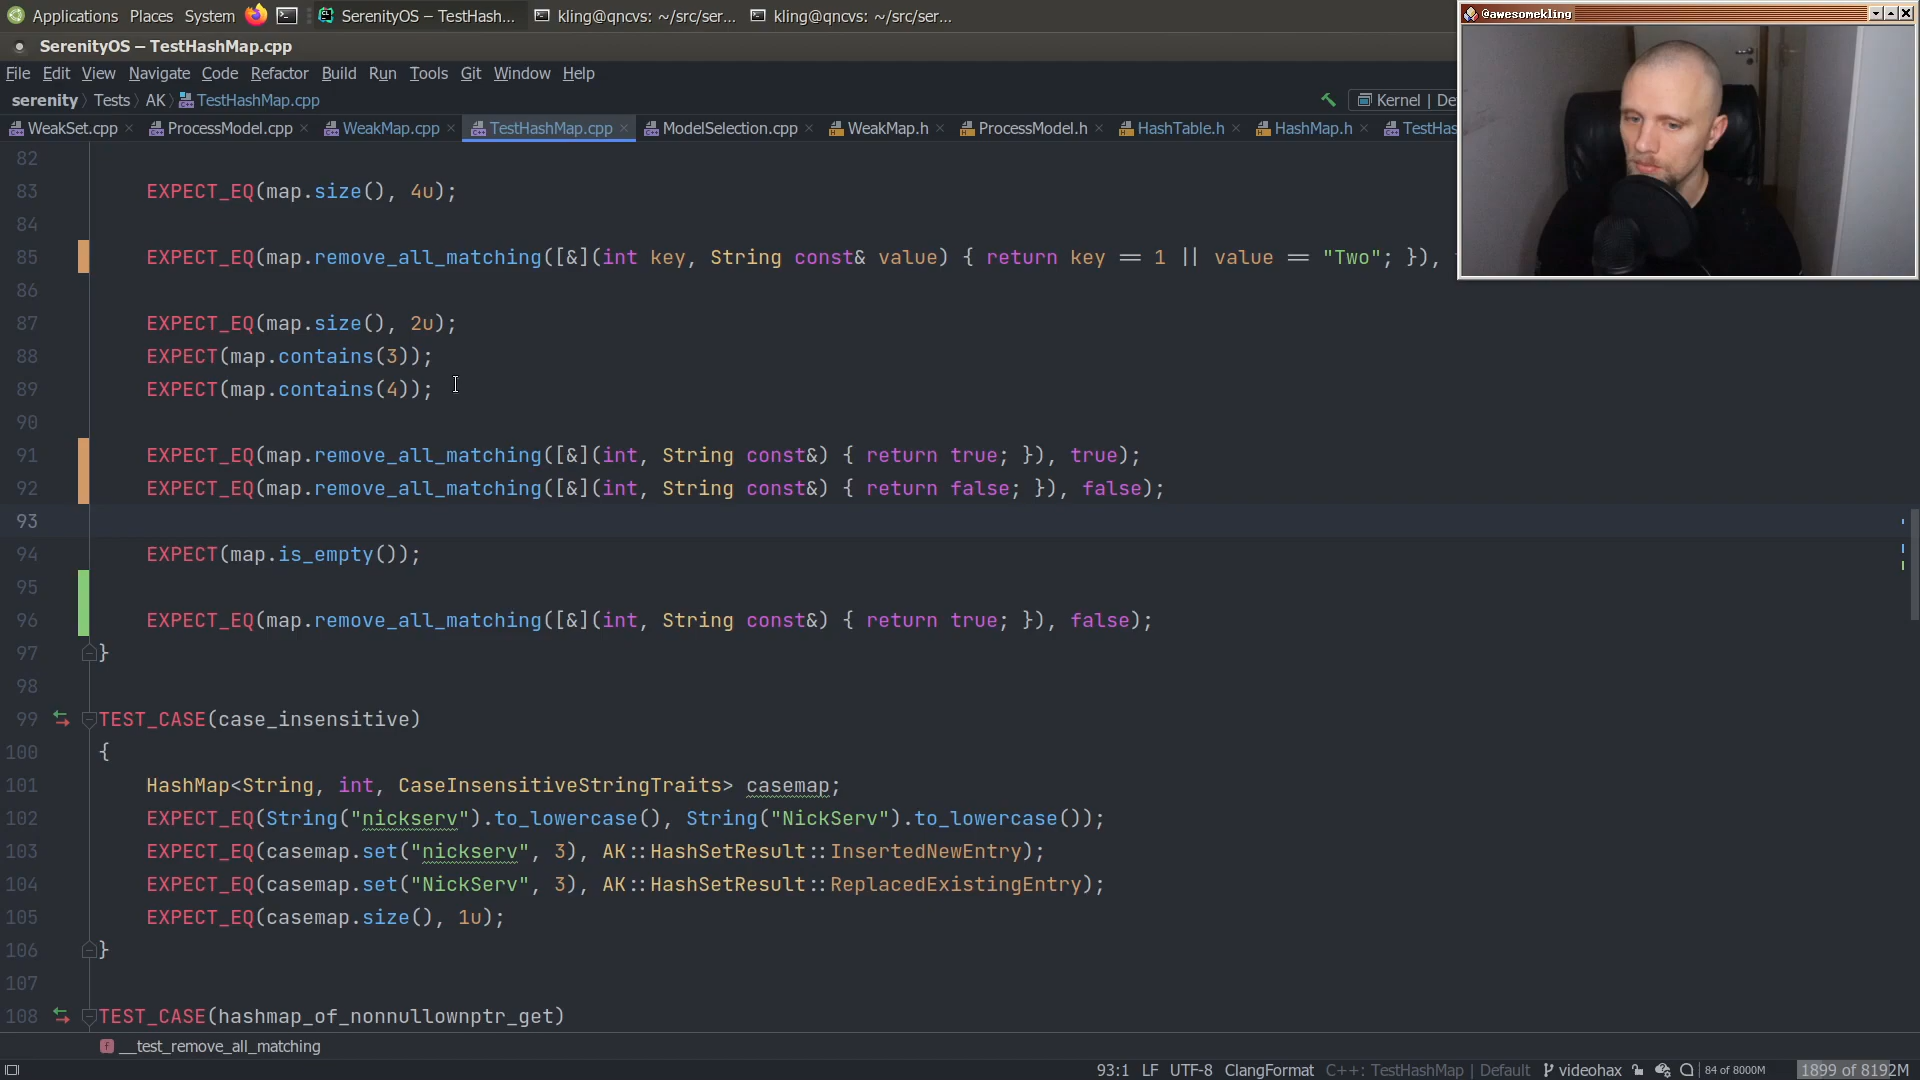 Applications Places System SerenityOS – TestHash... kling@qncvs: ~/src/ser... kling@qncvs: ~/src/ser...
@awesomekling
SerenityOS – TestHashMap.cpp
File Edit View Navigate Code Refactor Build Run Tools Git Window Help
serenity Tests AK TestHashMap.cpp Kernel | De
WeakSet.cpp ProcessModel.cpp WeakMap.cpp TestHashMap.cpp ModelSelection.cpp WeakMap.h ProcessModel.h HashTable.h HashMap.h TestHas
82
83 EXPECT_EQ(map.size(), 4u);
84
85 EXPECT_EQ(map.remove_all_matching([&](int key, String const& value) { return key == 1 || value == "Two"; }),
86
87 EXPECT_EQ(map.size(), 2u);
88 EXPECT(map.contains(3));
89 EXPECT(map.contains(4));
90
91 EXPECT_EQ(map.remove_all_matching([&](int, String const&) { return true; }), true);
92 EXPECT_EQ(map.remove_all_matching([&](int, String const&) { return false; }), false);
93
94 EXPECT(map.is_empty());
95
96 EXPECT_EQ(map.remove_all_matching([&](int, String const&) { return true; }), false);
97 }
98
99 TEST_CASE(case_insensitive)
100 {
101 HashMap<String, int, CaseInsensitiveStringTraits> casemap;
102 EXPECT_EQ(String("nickserv").to_lowercase(), String("NickServ").to_lowercase());
103 EXPECT_EQ(casemap.set("nickserv", 3), AK::HashSetResult::InsertedNewEntry);
104 EXPECT_EQ(casemap.set("NickServ", 3), AK::HashSetResult::ReplacedExistingEntry);
105 EXPECT_EQ(casemap.size(), 1u);
106 }
107
108 TEST_CASE(hashmap_of_nonnullownptr_get)
f __test_remove_all_matching
93:1 LF UTF-8 ClangFormat C++: TestHashMap | Default videohax 84 of 8000M 1899 of 8192M